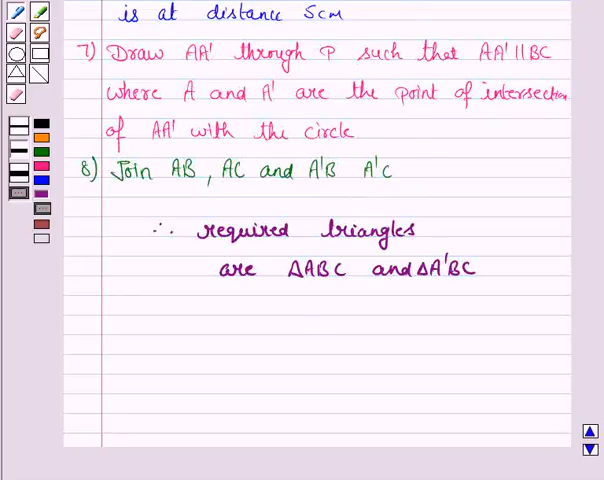 is at distance 5cm
7) Draw AA' through P such that AA' || BC
where A and A' are the point of intersection
of AA' with the circle
8) Join AB, AC and A'B A'C
∴ required triangles
are ΔABC and ΔA'BC